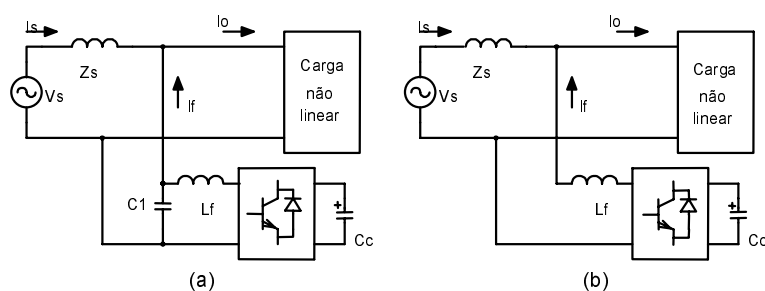 Is
Io
Zs
Vs
If
Carga
não
linear
C1
Lf
+
Cc
(a)
Is
Io
Zs
Vs
If
Carga
não
linear
Lf
+
Cc
(b)